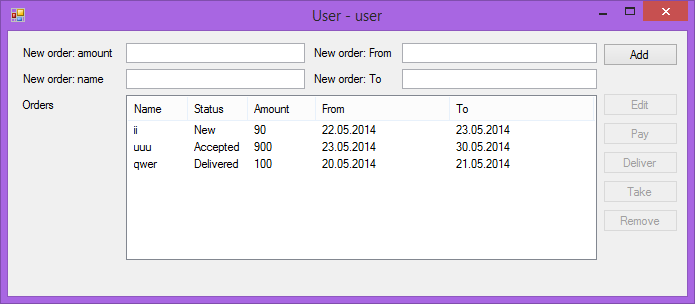 User - user
New order: amount New order: From Add
New order: name New order: To
Orders
Name Status Amount From To
ii New 90 22.05.2014 23.05.2014
uuu Accepted 900 23.05.2014 30.05.2014
qwer Delivered 100 20.05.2014 21.05.2014
Edit
Pay
Deliver
Take
Remove